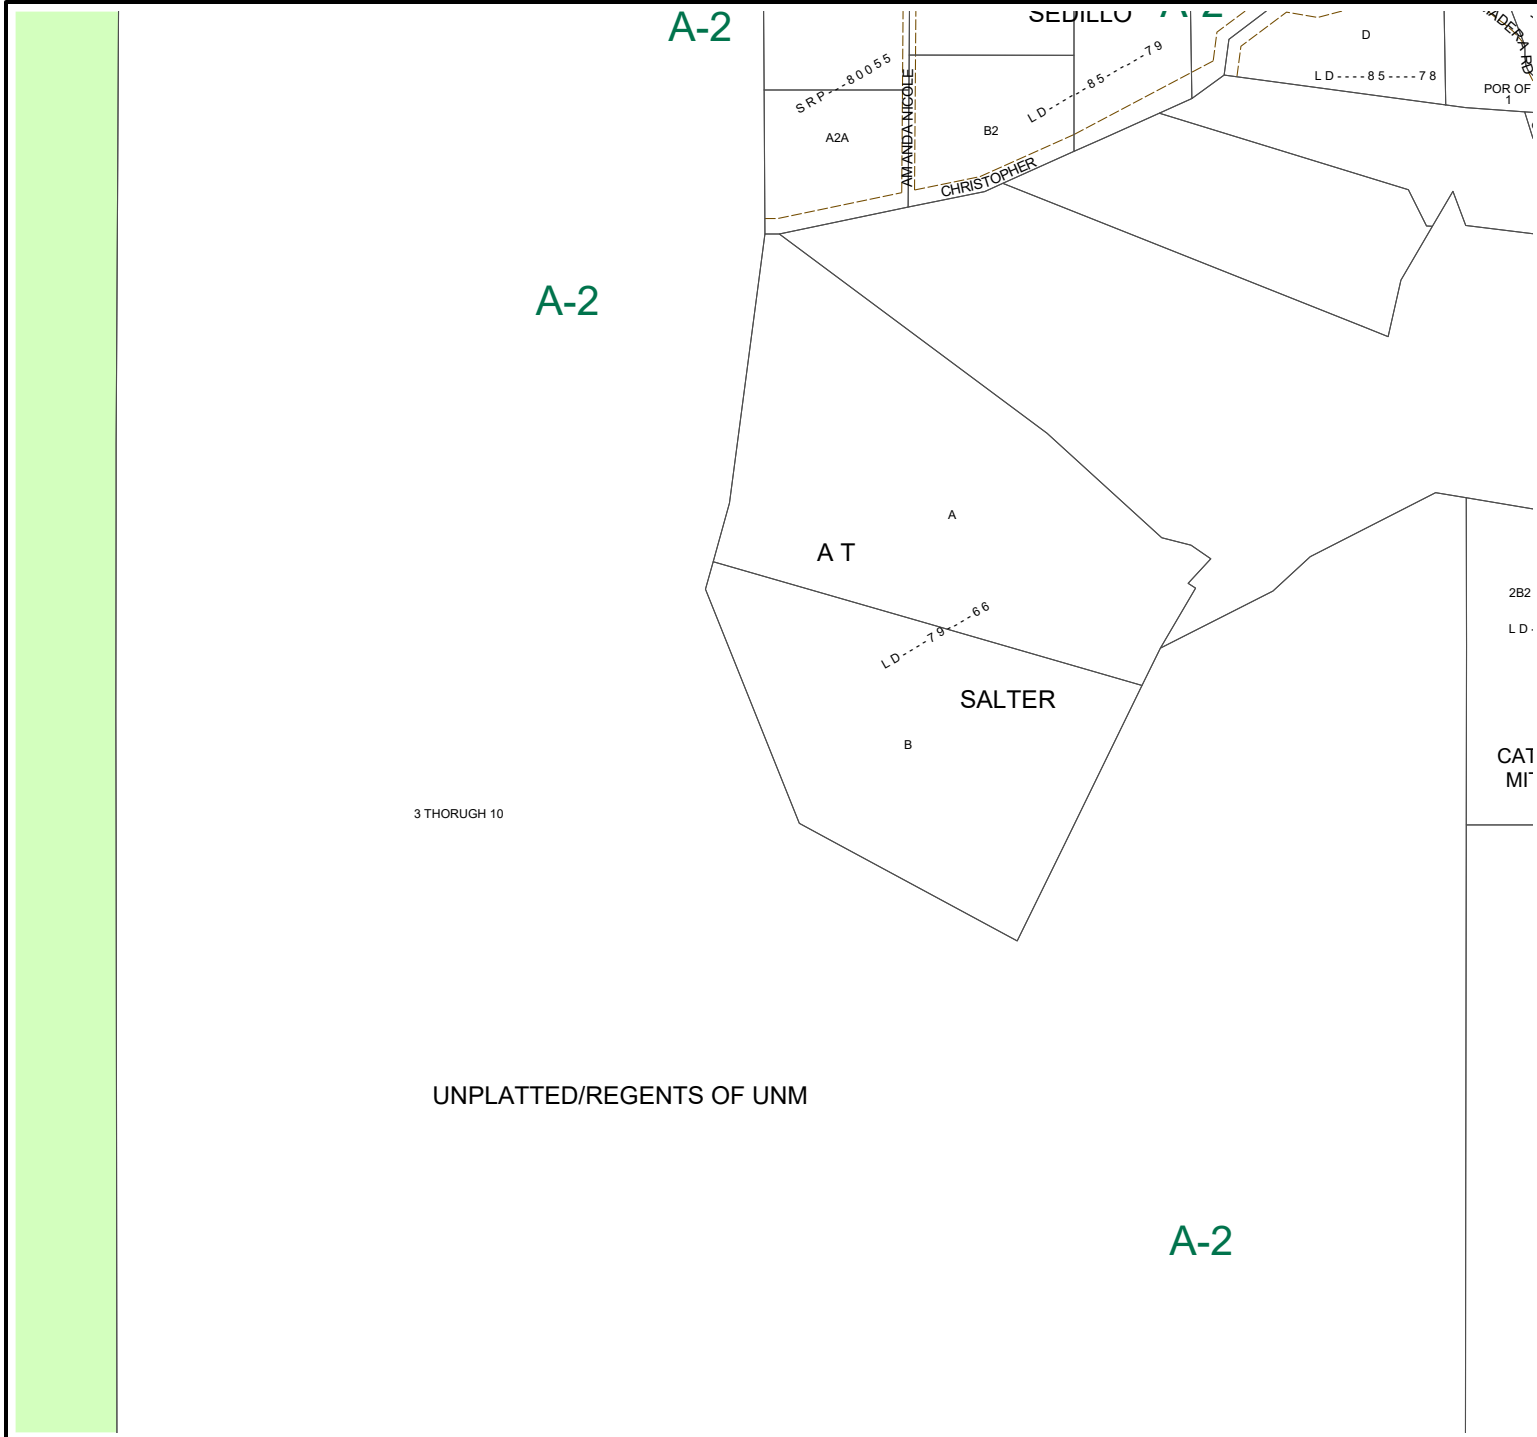 A-2
SEDILLO
A-2
D
LD----85----78
POR OF
1
SRP---80055
LD-----85------79
A2A
AMANDA NICOLE
B2
CHRISTOPHER
A-2
A
A T
LD----79----66
SALTER
B
2B2
3 THORUGH 10
UNPLATTED/REGENTS OF UNM
A-2